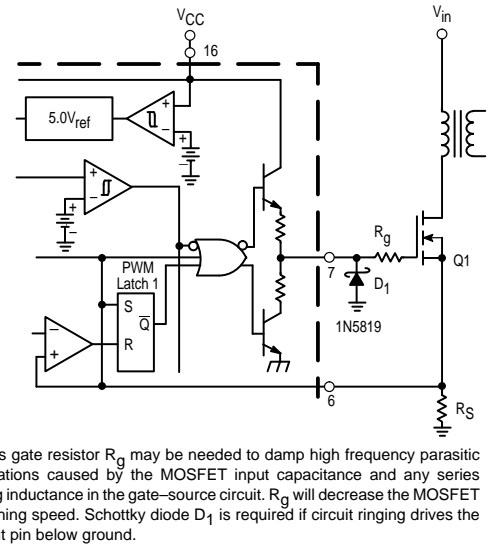 VCC
16
Vin
5.0Vref
+
–
+
–
+
–
+
–
Rg
Q1
7
D1
1N5819
PWM
Latch 1
S
Q
R
–
+
6
RS
gate resistor Rg may be needed to damp high frequency parasitic
caused by the MOSFET input capacitance and any series
inductance in the gate–source circuit. Rg will decrease the MOSFET
speed. Schottky diode D1 is required if circuit ringing drives the
pin below ground.